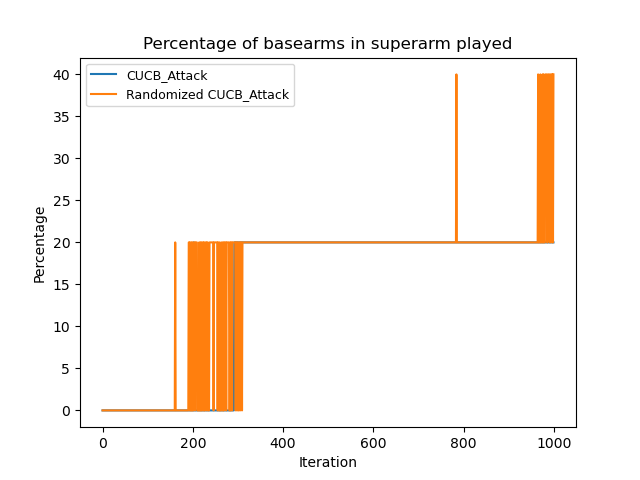 Percentage of basearms in superarm played
CUCB_Attack
Randomized CUCB_Attack
Percentage
40
35
30
25
20
15
10
5
0
0 200 400 600 800 1000
Iteration